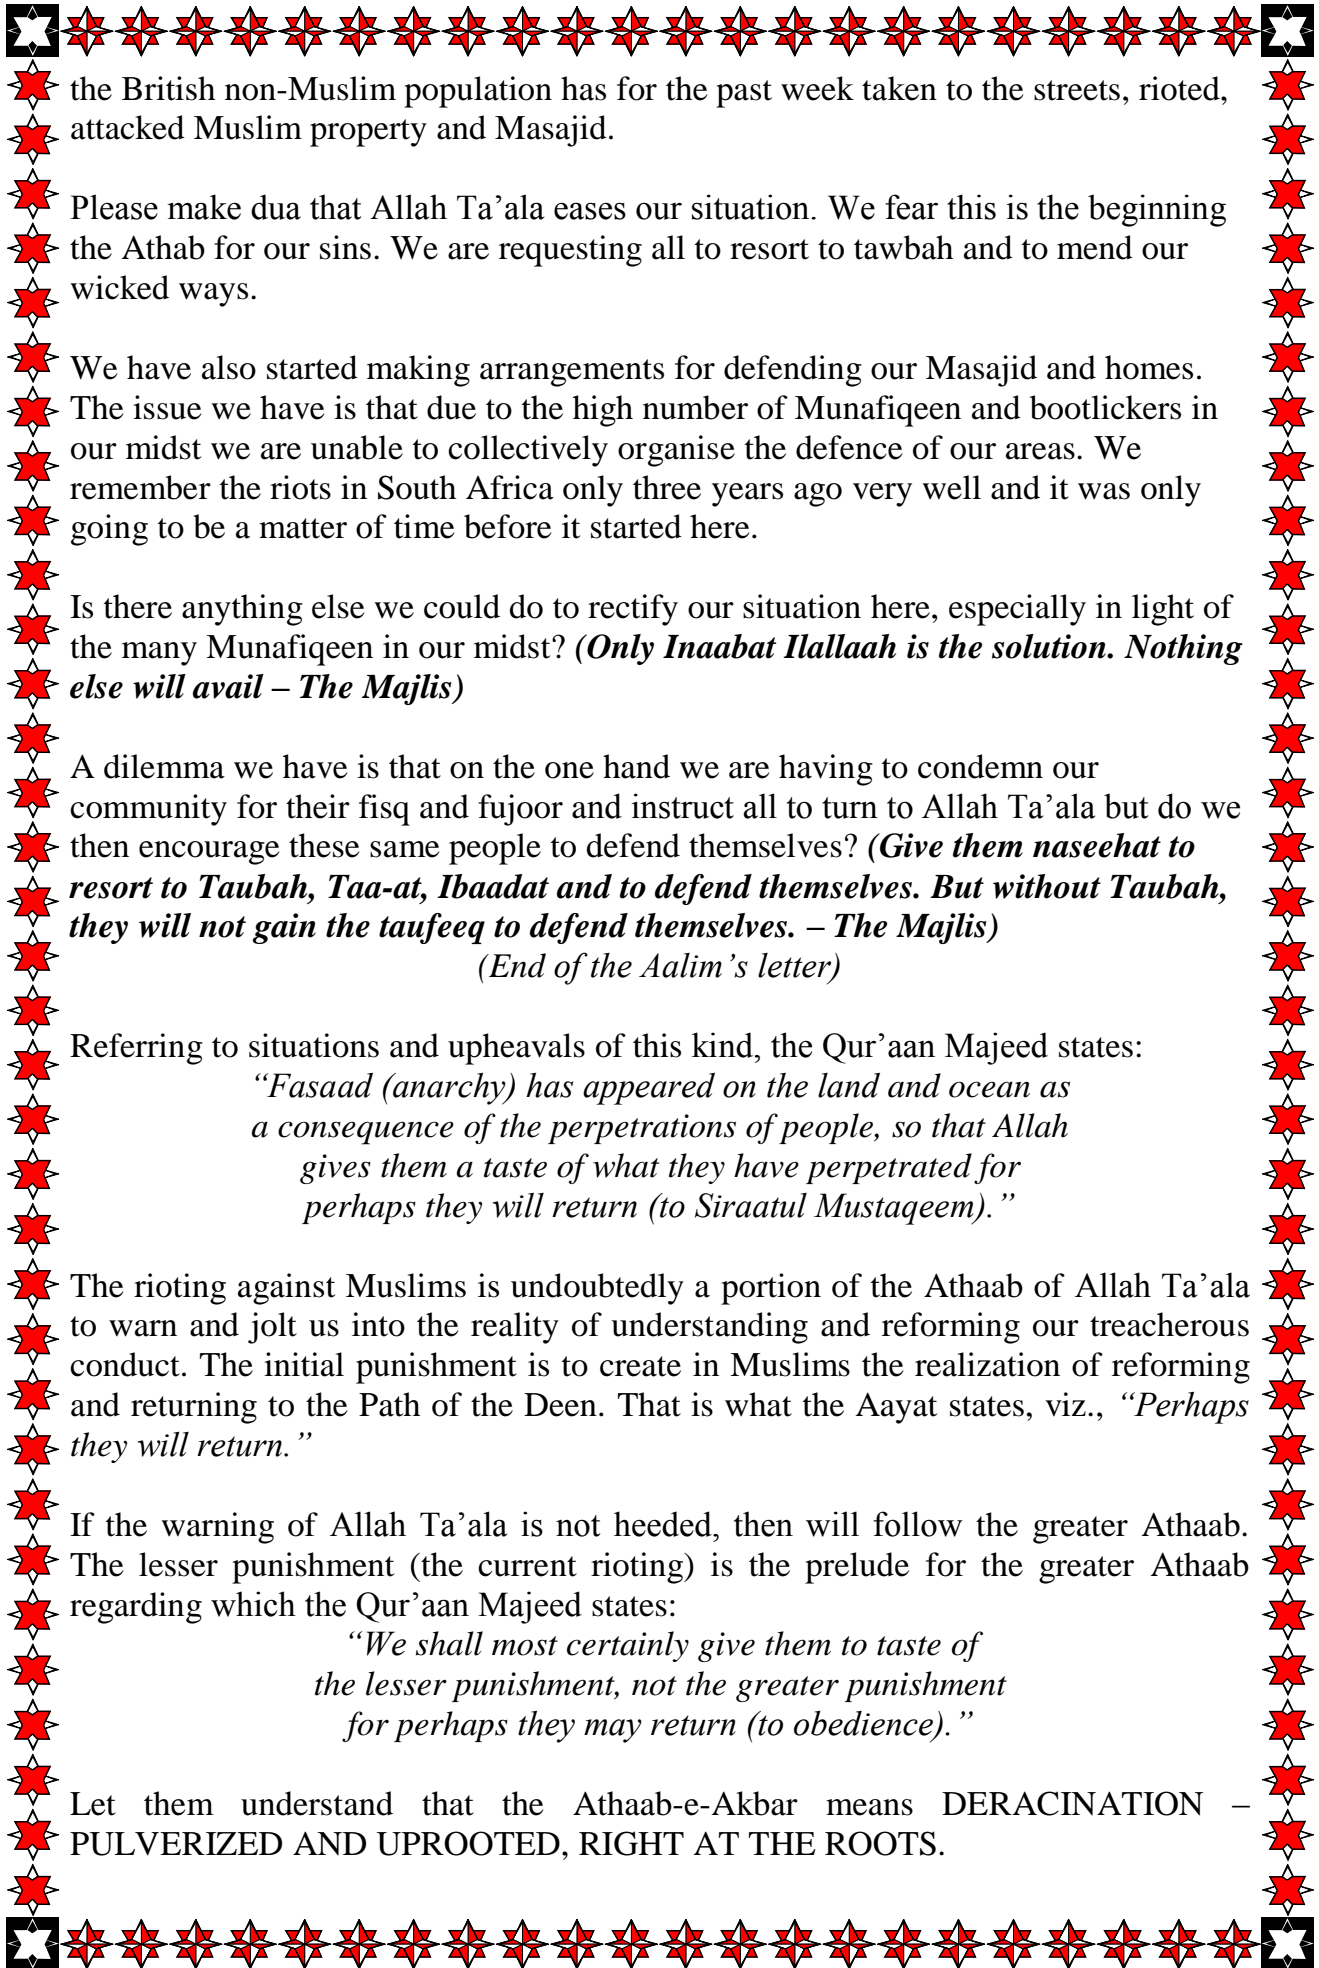 the British non-Muslim population has for the past week taken to the streets, rioted,
attacked Muslim property and Masajid.
Please make dua that Allah Ta’ala eases our situation. We fear this is the beginning
the Athab for our sins. We are requesting all to resort to tawbah and to mend our
wicked ways.
We have also started making arrangements for defending our Masajid and homes.
The issue we have is that due to the high number of Munafiqeen and bootlickers in
our midst we are unable to collectively organise the defence of our areas. We
remember the riots in South Africa only three years ago very well and it was only
going to be a matter of time before it started here.
Is there anything else we could do to rectify our situation here, especially in light of
the many Munafiqeen in our midst? (Only Inaabat Ilallaah is the solution. Nothing
else will avail – The Majlis)
A dilemma we have is that on the one hand we are having to condemn our
community for their fisq and fujoor and instruct all to turn to Allah Ta’ala but do we
then encourage these same people to defend themselves? (Give them naseehat to
resort to Taubah, Taa-at, Ibaadat and to defend themselves. But without Taubah,
they will not gain the taufeeq to defend themselves. – The Majlis)
(End of the Aalim’s letter)
Referring to situations and upheavals of this kind, the Qur’aan Majeed states:
“Fasaad (anarchy) has appeared on the land and ocean as
a consequence of the perpetrations of people, so that Allah
gives them a taste of what they have perpetrated for
perhaps they will return (to Siraatul Mustaqeem).”
The rioting against Muslims is undoubtedly a portion of the Athaab of Allah Ta’ala
to warn and jolt us into the reality of understanding and reforming our treacherous
conduct. The initial punishment is to create in Muslims the realization of reforming
and returning to the Path of the Deen. That is what the Aayat states, viz., “Perhaps
they will return.”
If the warning of Allah Ta’ala is not heeded, then will follow the greater Athaab.
The lesser punishment (the current rioting) is the prelude for the greater Athaab
regarding which the Qur’aan Majeed states:
“We shall most certainly give them to taste of
the lesser punishment, not the greater punishment
for perhaps they may return (to obedience).”
Let them understand that the Athaab-e-Akbar means DERACINATION –
PULVERIZED AND UPROOTED, RIGHT AT THE ROOTS.